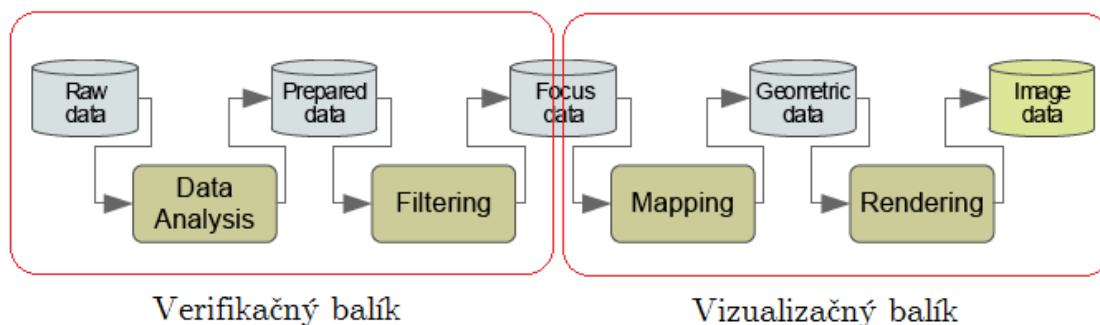 Raw
data
Prepared
data
Focus
data
Geometric
data
Image
data
Data
Analysis
Filtering
Mapping
Rendering
Verifikačný balík
Vizualizačný balík